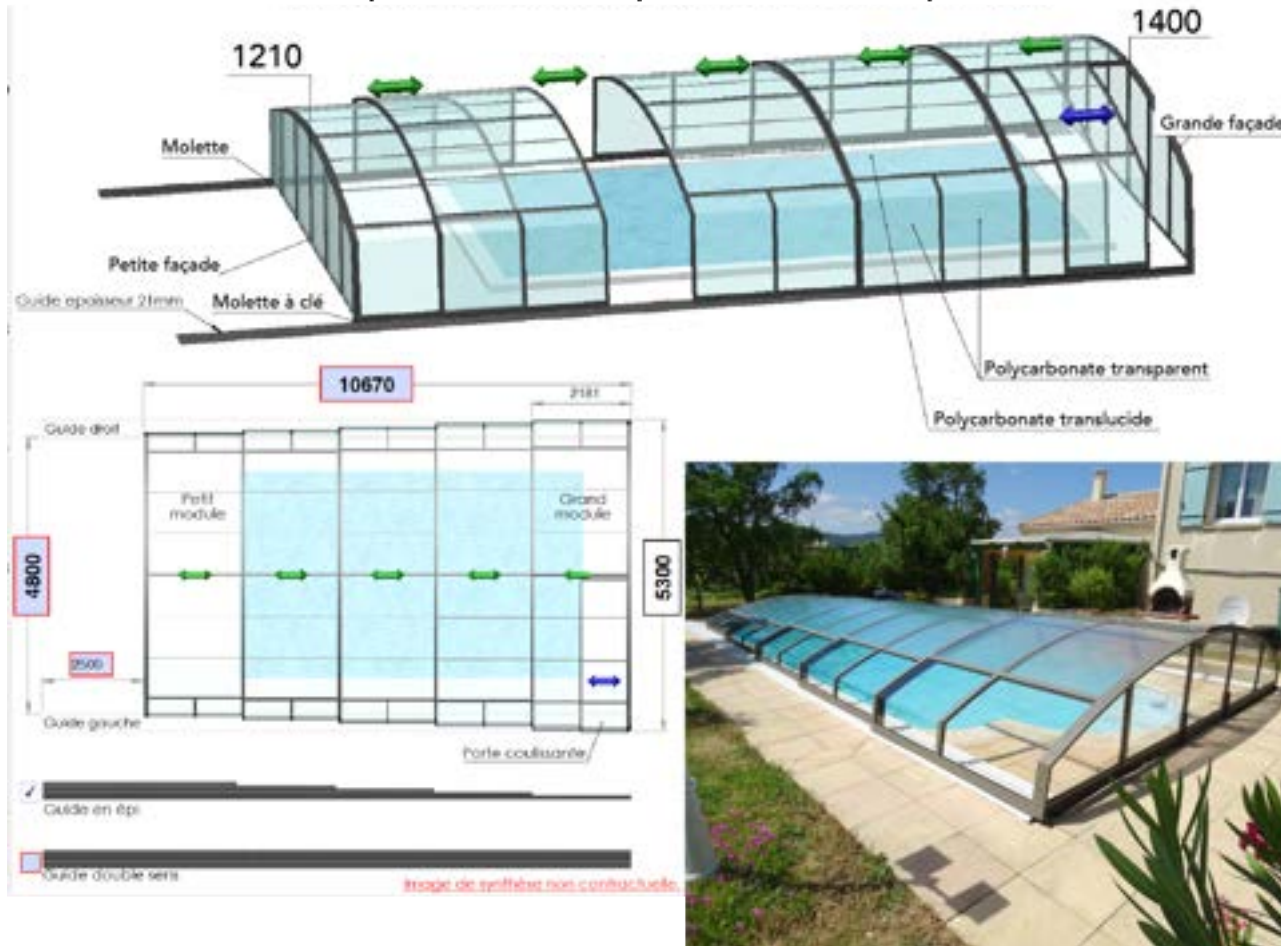 1210
1400
Grande façade
Molette
Petite façade
Guide epaisseur 21mm
Molette à clé
Polycarbonate transparent
Polycarbonate translucide
10670
2181
Guide droit
Petit
module
Grand
module
4800
5300
2500
Guide gauche
Porte coulissante
✓
Guide en épi
Guide double sens
Image de synthèse non contractuelle.